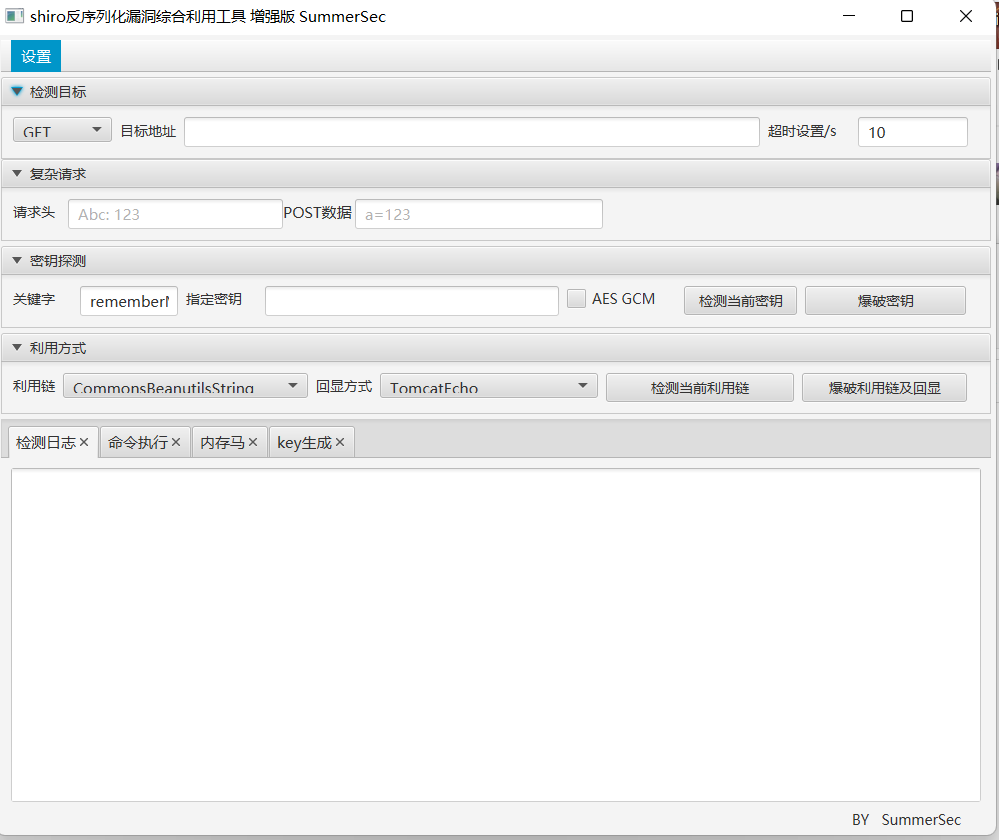 shiro反序列化漏洞综合利用工具 增强版 SummerSec
设置
检测目标
GET 目标地址 超时设置/s 10
复杂请求
请求头 Abc: 123 POST数据 a=123
密钥探测
关键字 指定密钥 AES GCM 检测当前密钥 爆破密钥
利用方式
利用链 CommonsBeanutilsString 回显方式 TomcatEcho 检测当前利用链 爆破利用链及回显
检测日志 命令执行 内存马 key生成
BY SummerSec